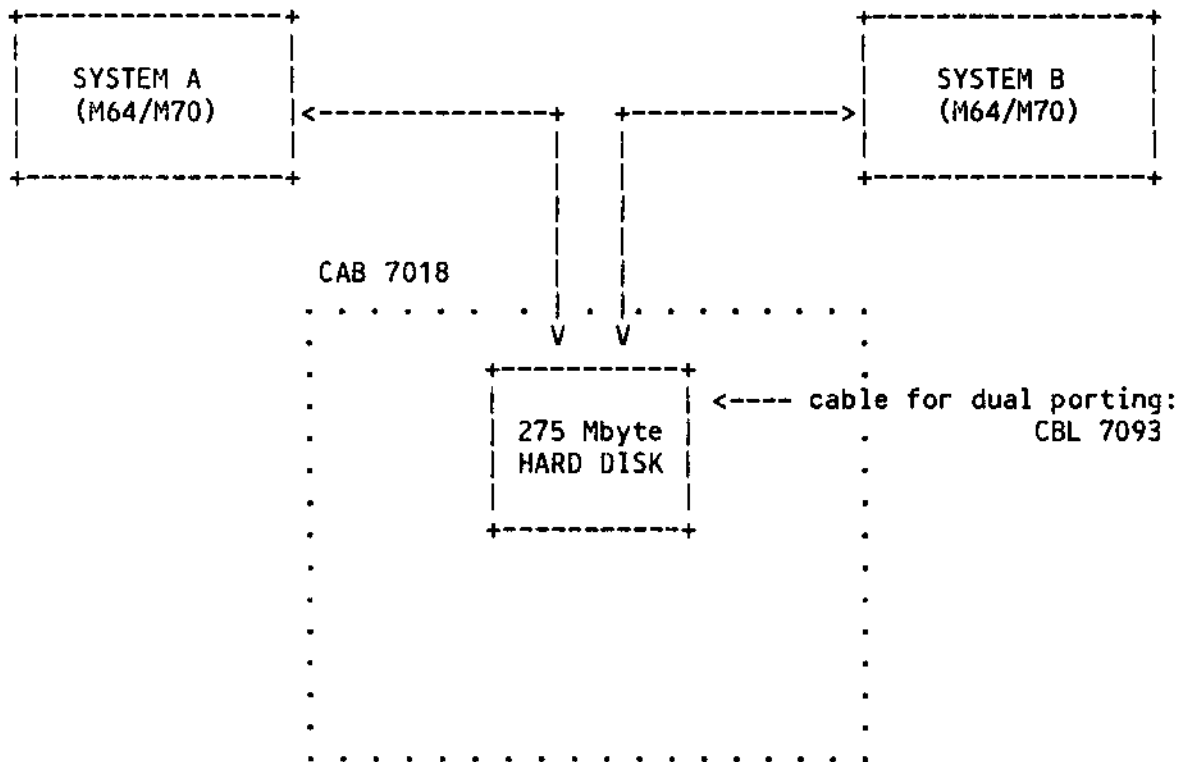 SYSTEM A
(M64/M70)
SYSTEM B
(M64/M70)
CAB 7018
cable for dual porting:
CBL 7093
275 Mbyte
HARD DISK